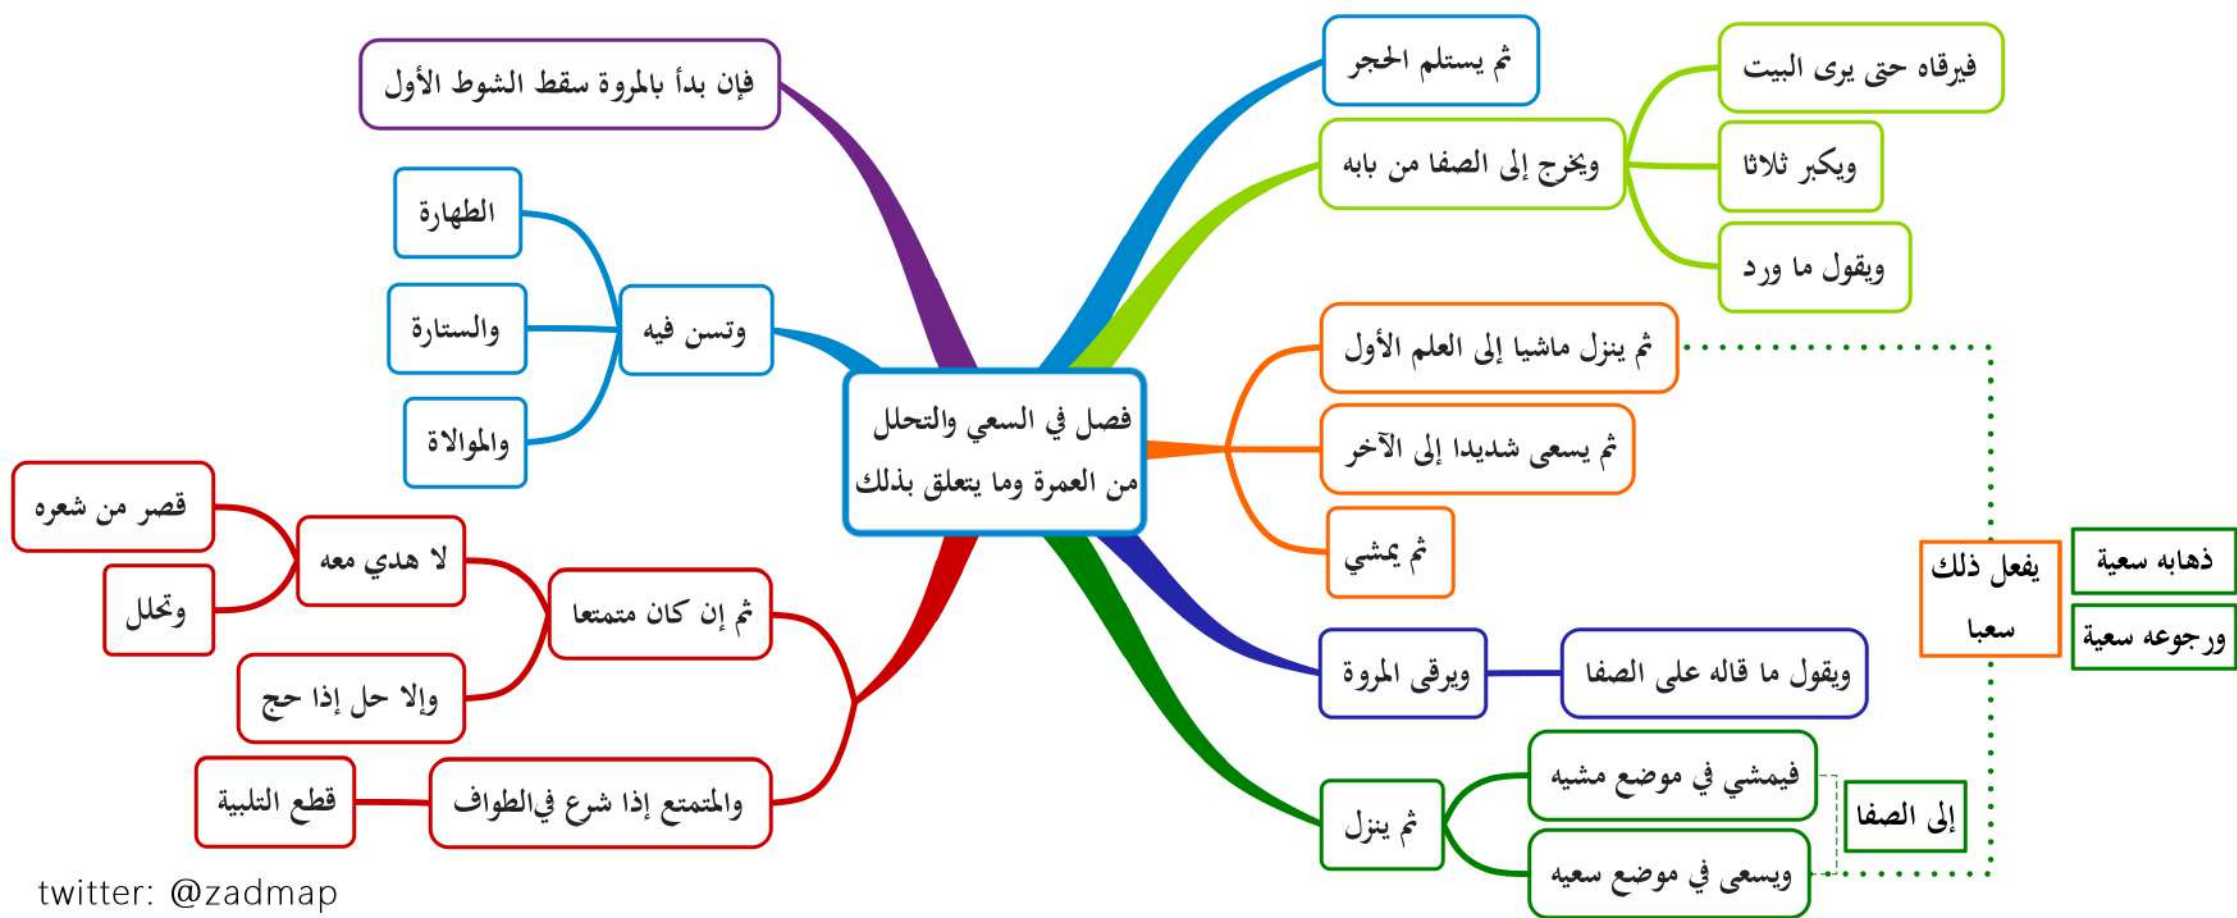 فصل في السعي والتحلل
من العمرة وما يتعلق بذلك
ثم يستلم الحجر
ويخرج إلى الصفا من بابه
فيرقاه حتى يرى البيت
ويكبر ثلاثا
ويقول ما ورد
ثم ينزل ماشيا إلى العلم الأول
ثم يسعى شديدا إلى الآخر
ثم يمشي
ويرقى المروة
ويقول ما قاله على الصفا
ثم ينزل
فيمشي في موضع مشيه
ويسعى في موضع سعيه
إلى الصفا
يفعل ذلك
سعبا
ذهابه سعية
ورجوعه سعية
فإن بدأ بالمروة سقط الشوط الأول
وتسن فيه
الطهارة
والستارة
والموالاة
ثم إن كان متمتعا
لا هدي معه
قصر من شعره
وتحلل
وإلا حل إذا حج
والمتمتع إذا شرع في الطواف
قطع التلبية
twitter: @zadmap